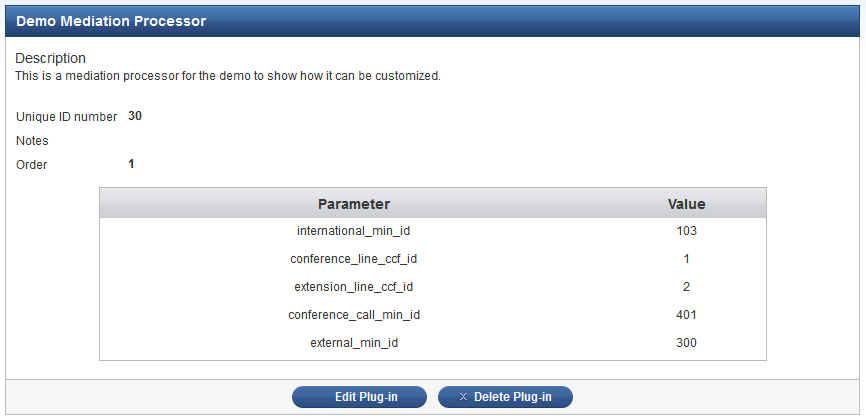 Demo Mediation Processor
Description
This is a mediation processor for the demo to show how it can be customized.
Unique ID number 30
Notes
Order 1
Parameter Value
international_min_id 103
conference_line_ccf_id 1
extension_line_ccf_id 2
conference_call_min_id 401
external_min_id 300
Edit Plug-in Delete Plug-in